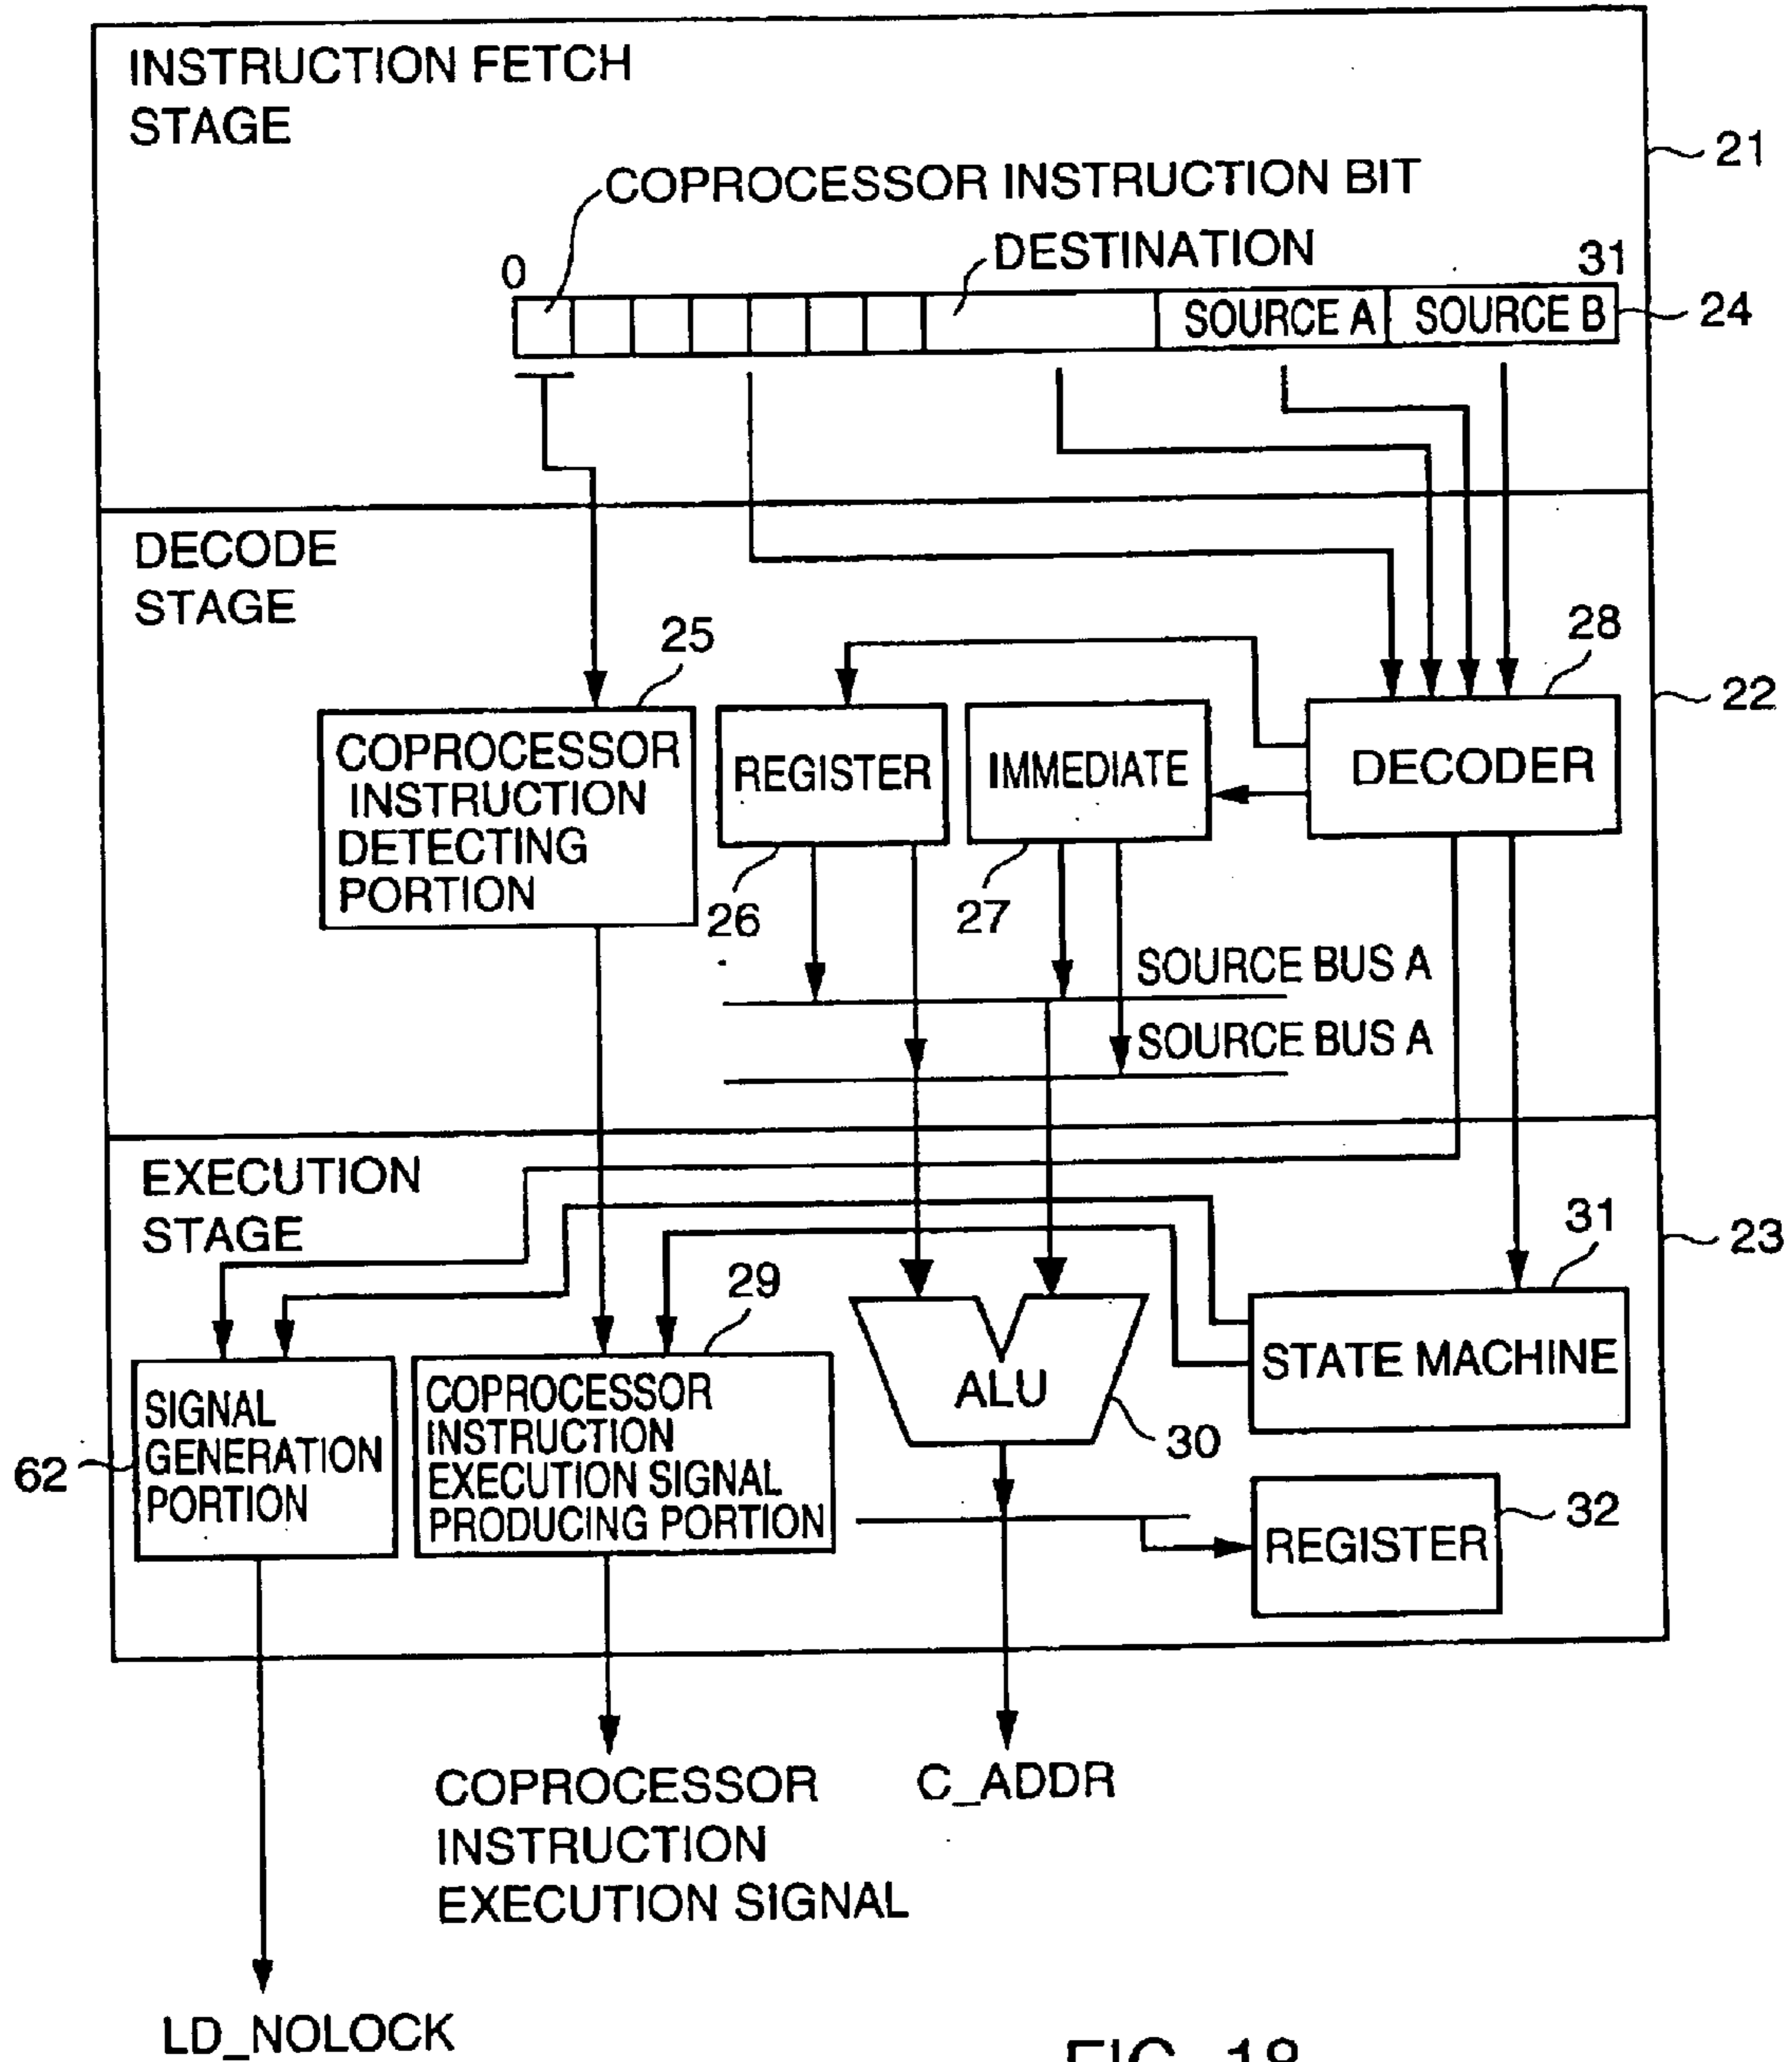 INSTRUCTION FETCH
STAGE
21
COPROCESSOR INSTRUCTION BIT
DESTINATION
0
31
SOURCE A
SOURCE B
24
DECODE
STAGE
25
28
22
COPROCESSOR
INSTRUCTION
DETECTING
PORTION
REGISTER
IMMEDIATE
DECODER
26
27
SOURCE BUS A
SOURCE BUS A
EXECUTION
STAGE
31
23
29
SIGNAL
GENERATION
PORTION
62
COPROCESSOR
INSTRUCTION
EXECUTION SIGNAL
PRODUCING PORTION
ALU
30
STATE MACHINE
REGISTER
32
COPROCESSOR
INSTRUCTION
EXECUTION SIGNAL
C_ADDR
LD_NOLOCK
FIG. 18